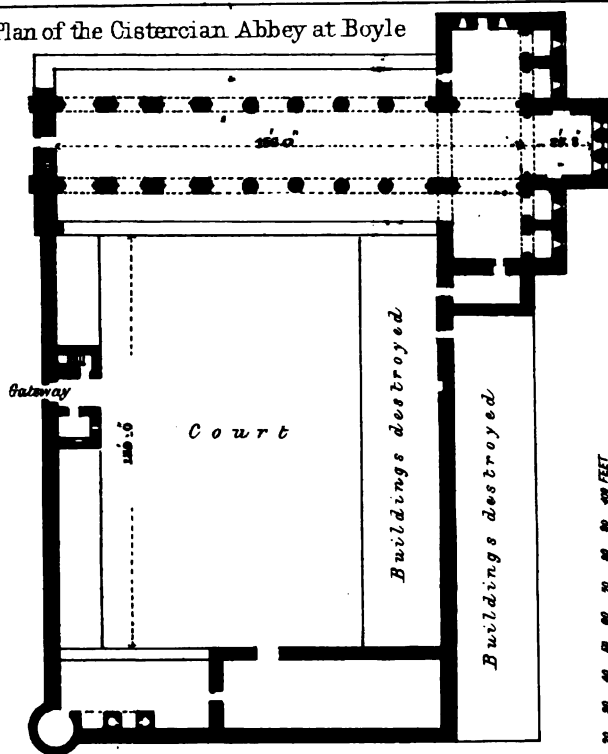 Plan of the Cistercian Abbey at Boyle
Gateway
Court
Buildings destroyed
Buildings destroyed
FEET